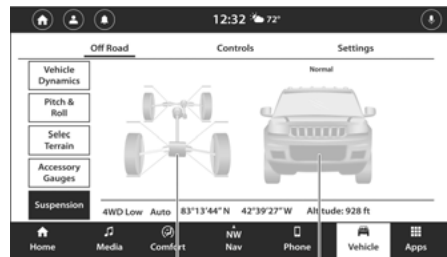 12:32 72°
Off Road Controls Settings
Vehicle
Dynamics
Normal
Pitch &
Roll
Selec
Terrain
Accessory
Gauges
Suspension
4WD Low Auto 83°13'44" N 42°39'27" W Altitude: 928 ft
NW
Home Media Comfort Nav Phone Vehicle Apps